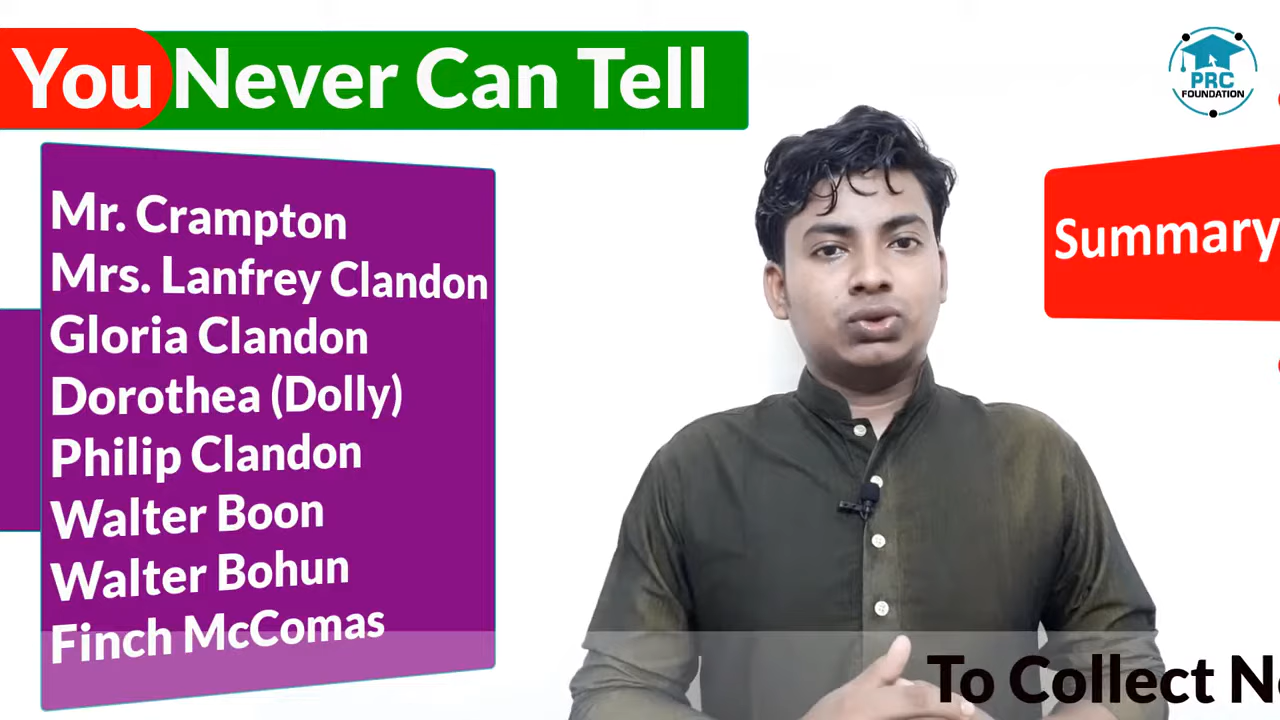 You Never Can Tell
PRC
FOUNDATION
Mr. Crampton
Mrs. Lanfrey Clandon
Gloria Clandon
Dorothea (Dolly)
Philip Clandon
Walter Boon
Walter Bohun
Finch McComas
Summary
To Collect